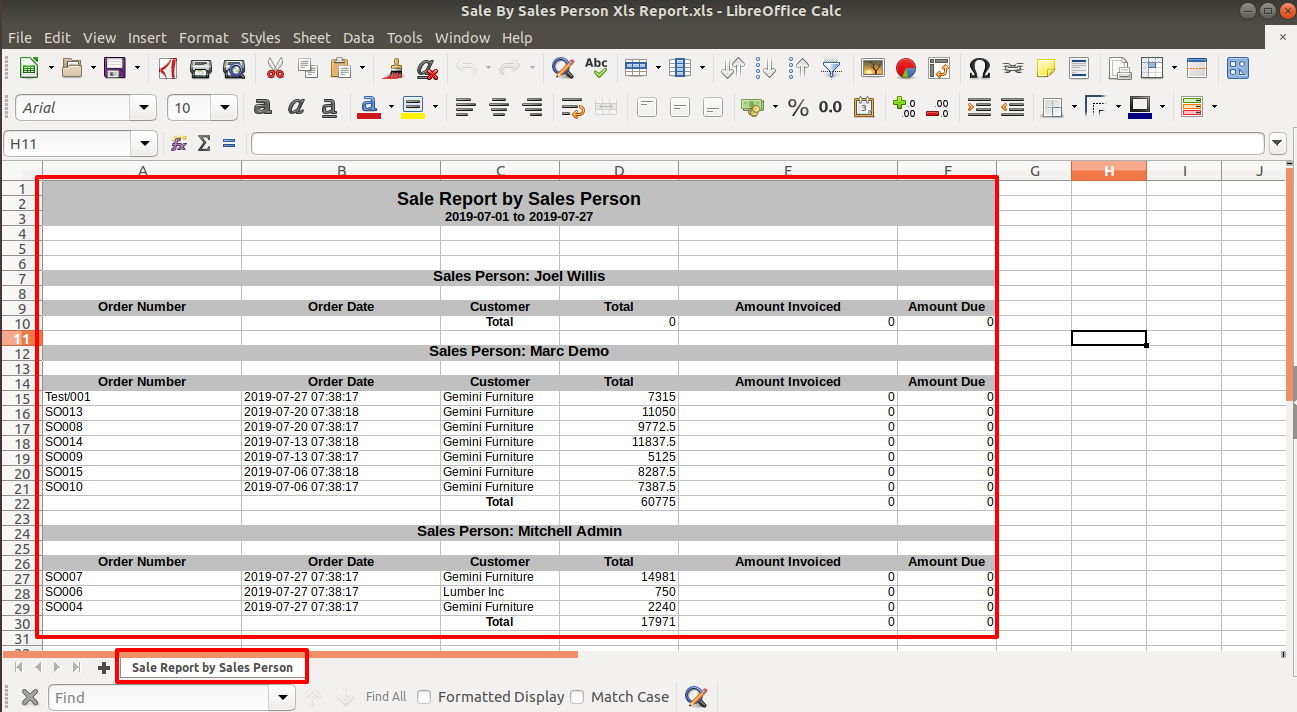 Sale By Sales Person Xls Report.xls - LibreOffice Calc
File Edit View Insert Format Styles Sheet Data Tools Window Help
Abc
Arial 10 a a a a % 0.0 3 .0 .00
H11 fx Σ =
A B C D E F G H I J
1
2 Sale Report by Sales Person
3 2019-07-01 to 2019-07-27
4
5
6
7 Sales Person: Joel Willis
8
9 Order Number Order Date Customer Total Amount Invoiced Amount Due
10 Total 0 0 0
11
12 Sales Person: Marc Demo
13
14 Order Number Order Date Customer Total Amount Invoiced Amount Due
15 Test/001 2019-07-27 07:38:17 Gemini Furniture 7315 0 0
16 SO013 2019-07-20 07:38:18 Gemini Furniture 11050 0 0
17 SO008 2019-07-20 07:38:17 Gemini Furniture 9772.5 0 0
18 SO014 2019-07-13 07:38:18 Gemini Furniture 11837.5 0 0
19 SO009 2019-07-13 07:38:17 Gemini Furniture 5125 0 0
20 SO015 2019-07-06 07:38:18 Gemini Furniture 8287.5 0 0
21 SO010 2019-07-06 07:38:17 Gemini Furniture 7387.5 0 0
22 Total 60775 0 0
23
24 Sales Person: Mitchell Admin
25
26 Order Number Order Date Customer Total Amount Invoiced Amount Due
27 SO007 2019-07-27 07:38:17 Gemini Furniture 14981 0 0
28 SO006 2019-07-27 07:38:17 Lumber Inc 750 0 0
29 SO004 2019-07-27 07:38:17 Gemini Furniture 2240 0 0
30 Total 17971 0 0
31
Sale Report by Sales Person
Find Find All Formatted Display Match Case